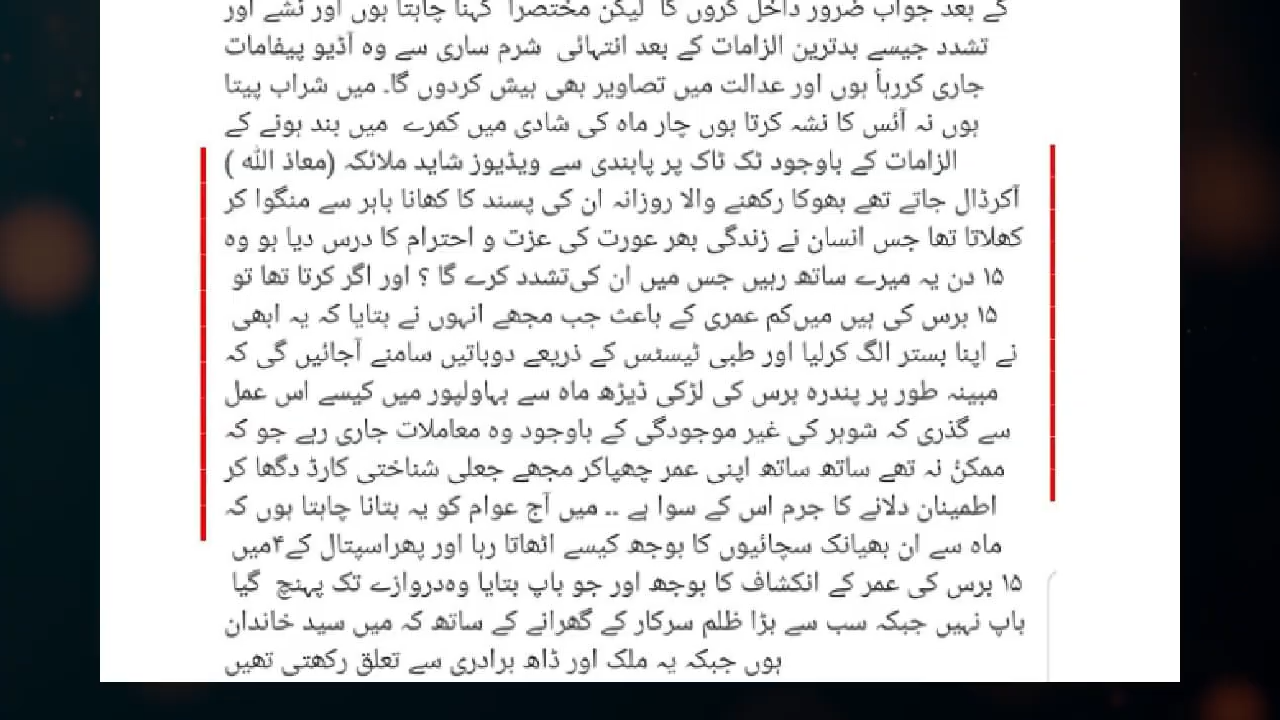 کے بعد جواب ضرور داخل کروں گا لیکن مختصراً کہنا چاہتا ہوں اور نشے اور
تشدد جیسے بدترین الزامات کے بعد انتہائی شرم ساری سے وہ آڈیو پیفامات
جاری کررہأ ہوں اور عدالت میں تصاویر بھی بیش کردوں گا۔ میں شراب پیتا
ہوں نہ آئس کا نشہ کرتا ہوں چار ماہ کی شادی میں کمرے میں بند ہونے کے
الزامات کے باوجود ٹک ٹاک پر پابندی سے ویڈیوز شاید ملائکہ (معاذ اللّٰہ )
آکرڈال جاتے تھے بھوکا رکھنے والا روزانہ ان کی پسند کا کھانا باہر سے منگوا کر
کھلاتا تھا جس انسان نے زندگی بھر عورت کی عزت و احترام کا درس دیا ہو وہ
۱۵ دن یہ میرے ساتھ رہیں جس میں ان کی‌تشدد کرے گا ؟ اور اگر کرتا تھا تو
۱۵ برس کی ہیں میں‌کم عمری کے باعث جب مجھے انہوں نے بتایا کہ یہ ابھی
نے اپنا بستر الگ کرلیا اور طبی ٹیسٹس کے ذریعے دوباتیں سامنے آجائیں گی کہ
مبینہ طور پر پندرہ برس کی لڑکی ڈیڑھ ماہ سے بہاولپور میں کیسے اس عمل
سے گذری کہ شوہر کی غیر موجودگی کے باوجود وہ معاملات جاری رہے جو کہ
ممکنُ نہ تھے ساتھ ساتھ اپنی عمر چھپاکر مجھے جعلی شناختی کارڈ دگھا کر
اطمینان دلانے کا جرم اس کے سوا ہے ۔۔ میں آج عوام کو یہ بتانا چاہتا ہوں کہ
ماہ سے ان بھیانک سچائیوں کا بوجھ کیسے اٹھاتا رہا اور پھراسپتال کے۴میں
۱۵ برس کی عمر کے انکشاف کا بوجھ اور جو باپ بتایا وہ‌دروازے تک پہنچ گیا
باپ نہیں جبکہ سب سے بڑا ظلم سرکار کے گھرانے کے ساتھ کہ میں سید خاندان
ہوں جبکہ یہ ملک اور ڈاھ برادری سے تعلق رکھتی تھیں